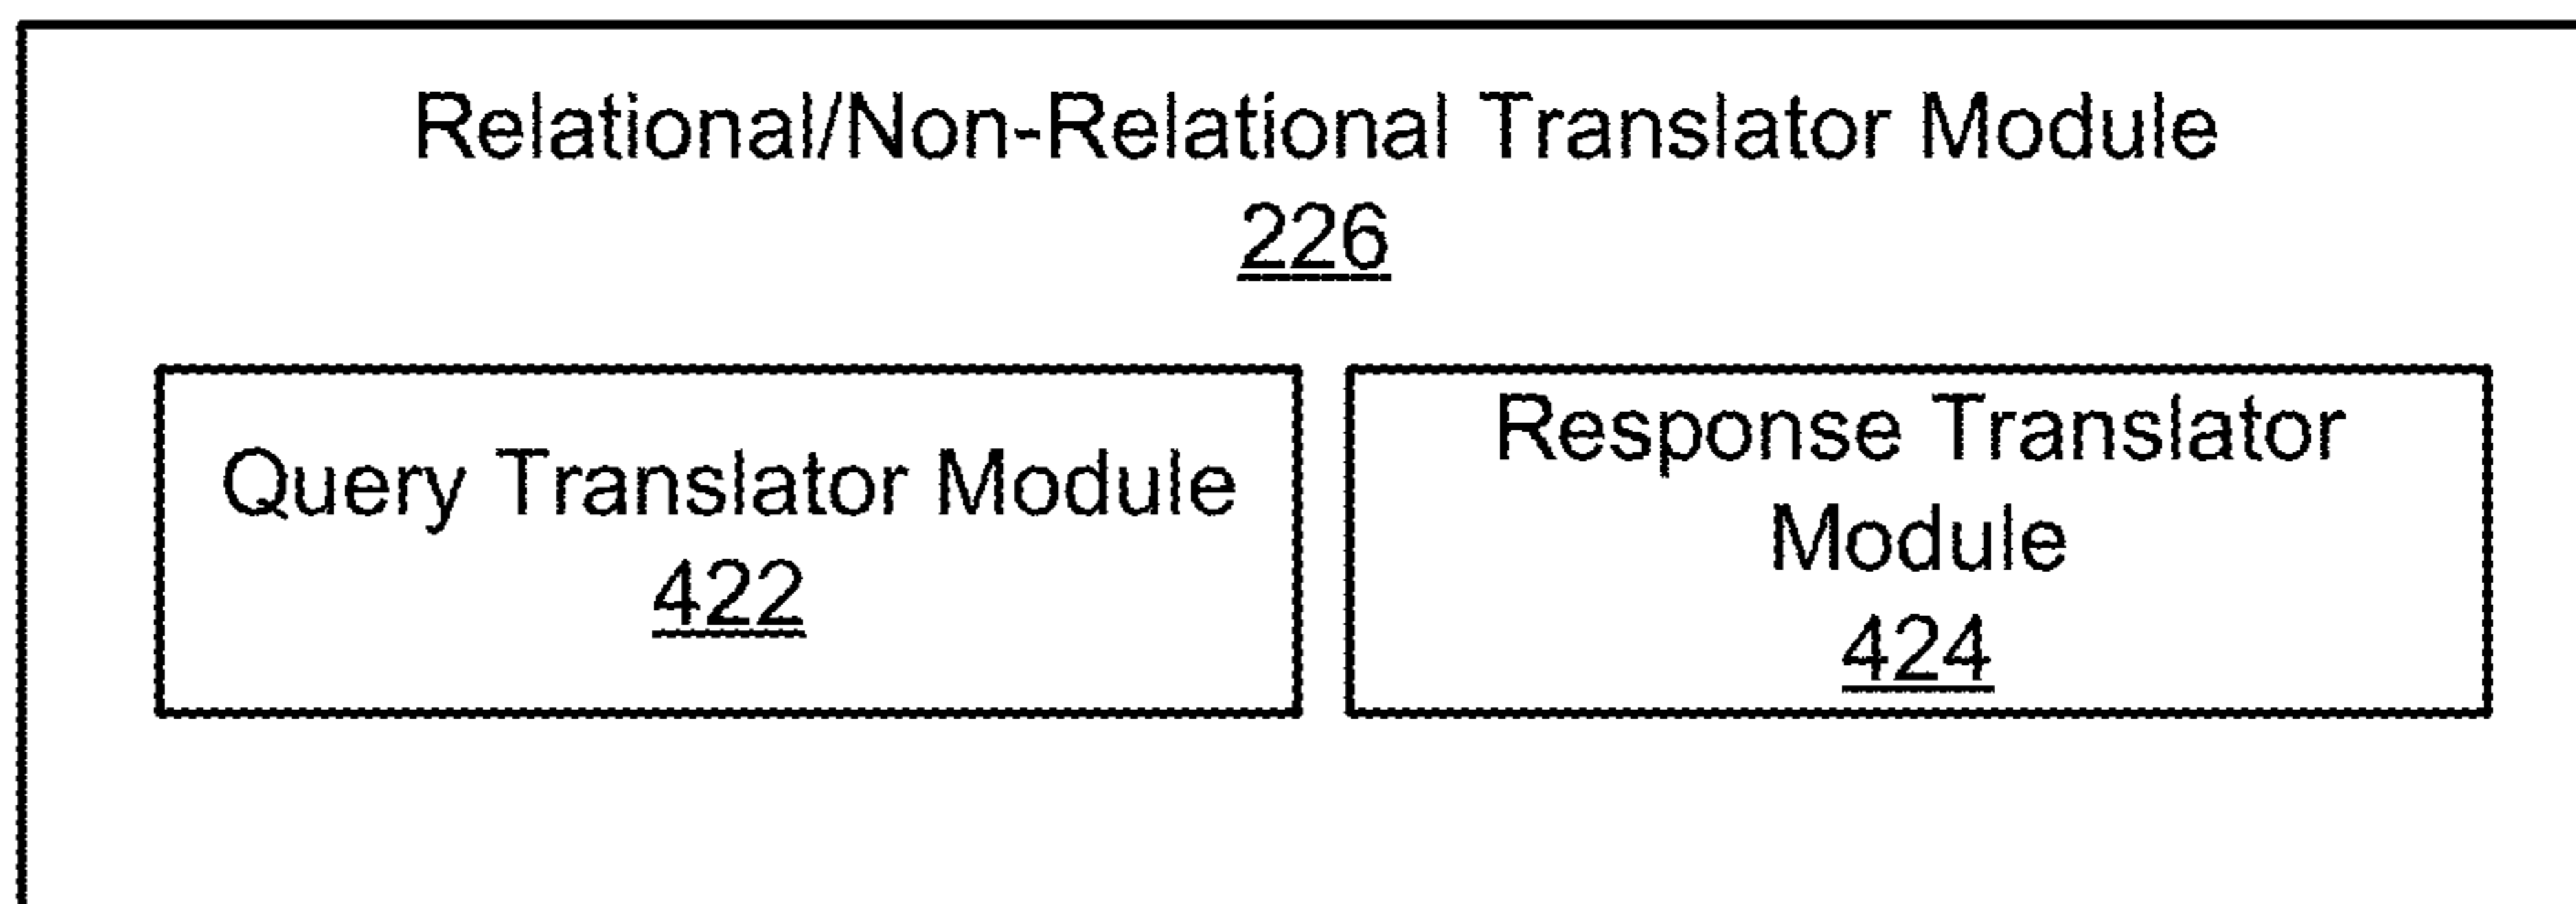 Relational/Non-Relational Translator Module
226
Query Translator Module
422
Response Translator
Module
424